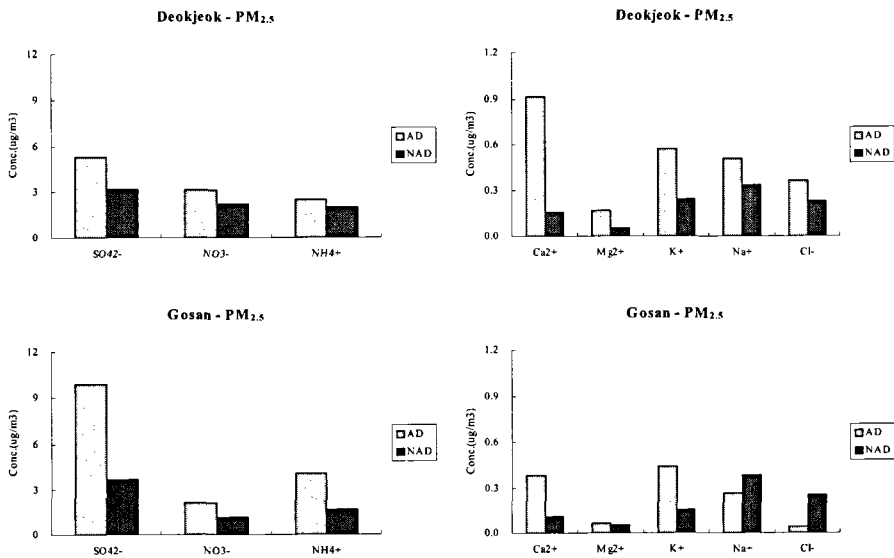 Deokjeok - PM2.5
12
9
6
3
0
Conc.(ug/m3)
SO42-
NO3-
NH4+
AD
NAD
Deokjeok - PM2.5
1.2
0.9
0.6
0.3
0.0
Conc.(ug/m3)
Ca2+
Mg2+
K+
Na+
Cl-
AD
NAD
Gosan - PM2.5
12
9
6
3
0
Conc.(ug/m3)
SO42-
NO3-
NH4+
AD
NAD
Gosan - PM2.5
1.2
0.9
0.6
0.3
0.0
Conc.(ug/m3)
Ca2+
Mg2+
K+
Na+
Cl-
AD
NAD